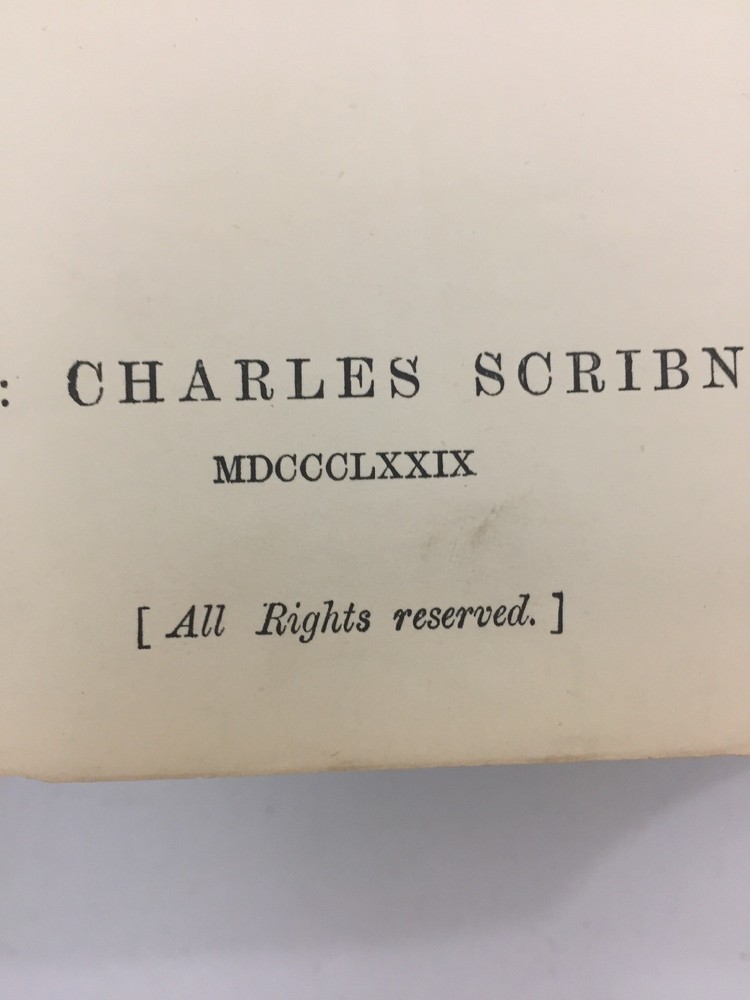 : CHARLES SCRIBN
MDCCCLXXIX
[ All Rights reserved. ]